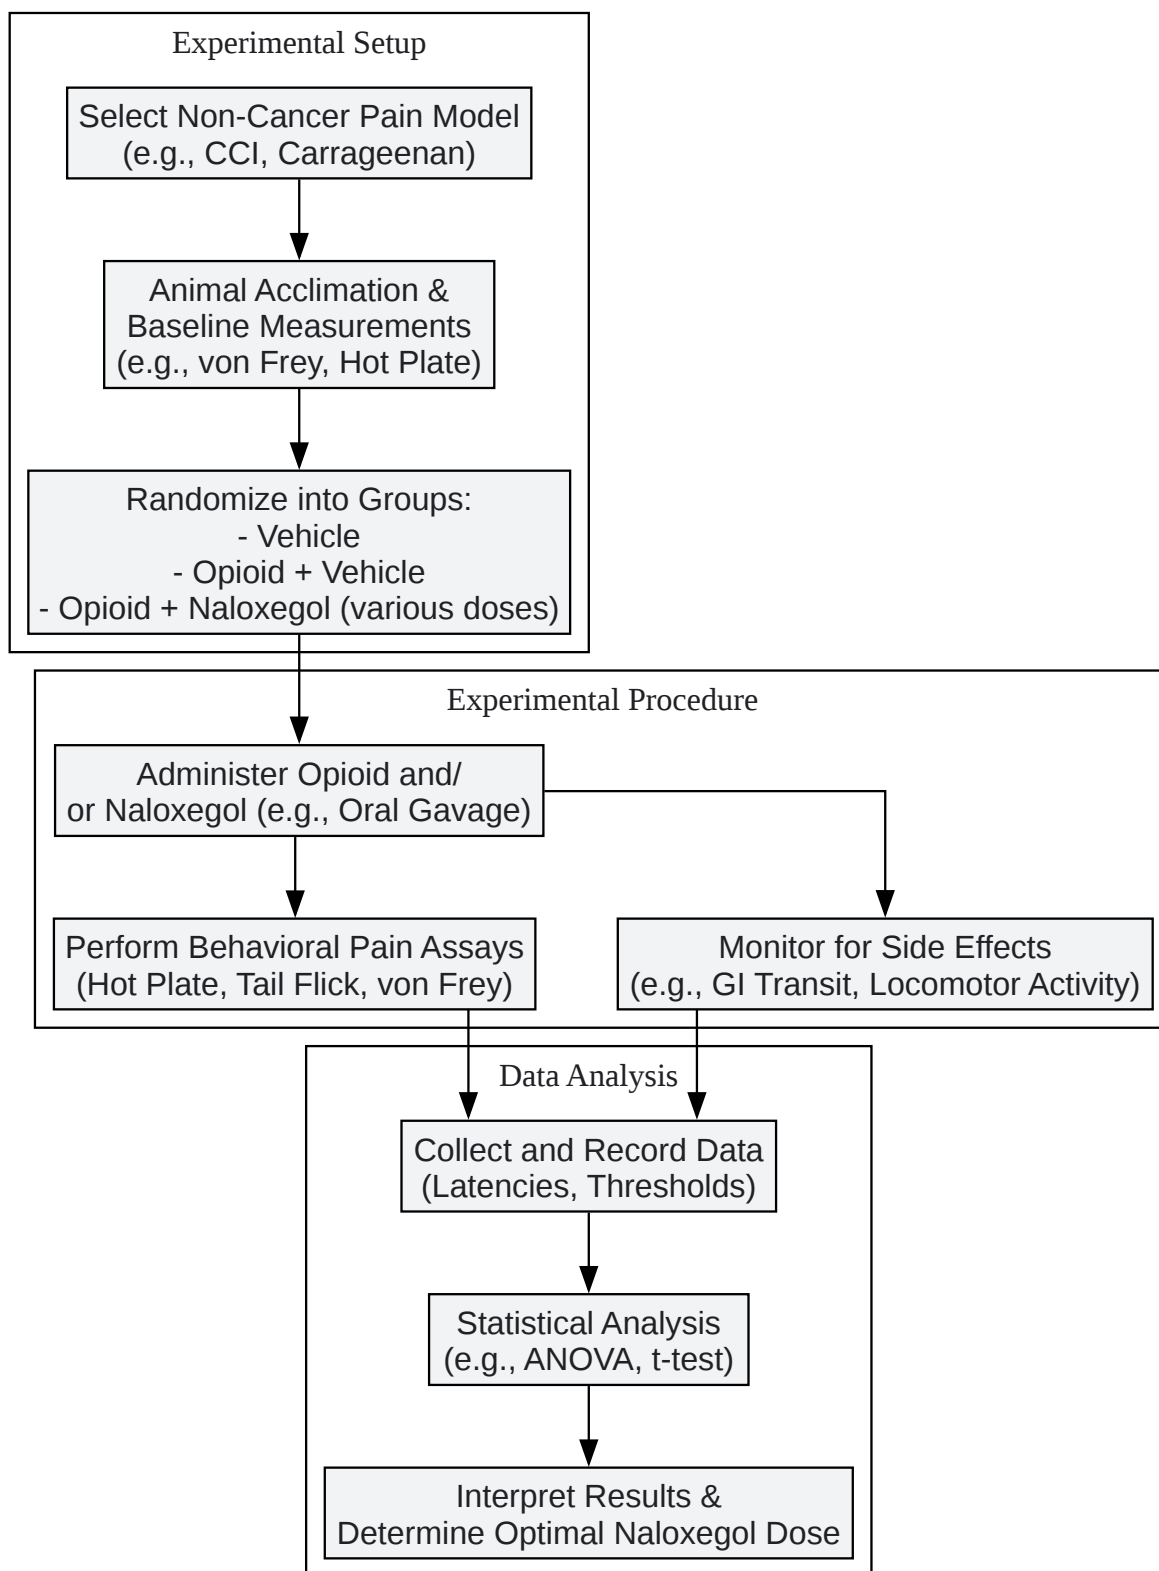 Experimental Setup
Select Non-Cancer Pain Model
(e.g., CCI, Carrageenan)
Animal Acclimation &
Baseline Measurements
(e.g., von Frey, Hot Plate)
Randomize into Groups:
- Vehicle
- Opioid + Vehicle
- Opioid + Naloxegol (various doses)
Experimental Procedure
Administer Opioid and/
or Naloxegol (e.g., Oral Gavage)
Perform Behavioral Pain Assays
(Hot Plate, Tail Flick, von Frey)
Monitor for Side Effects
(e.g., GI Transit, Locomotor Activity)
Data Analysis
Collect and Record Data
(Latencies, Thresholds)
Statistical Analysis
(e.g., ANOVA, t-test)
Interpret Results &
Determine Optimal Naloxegol Dose